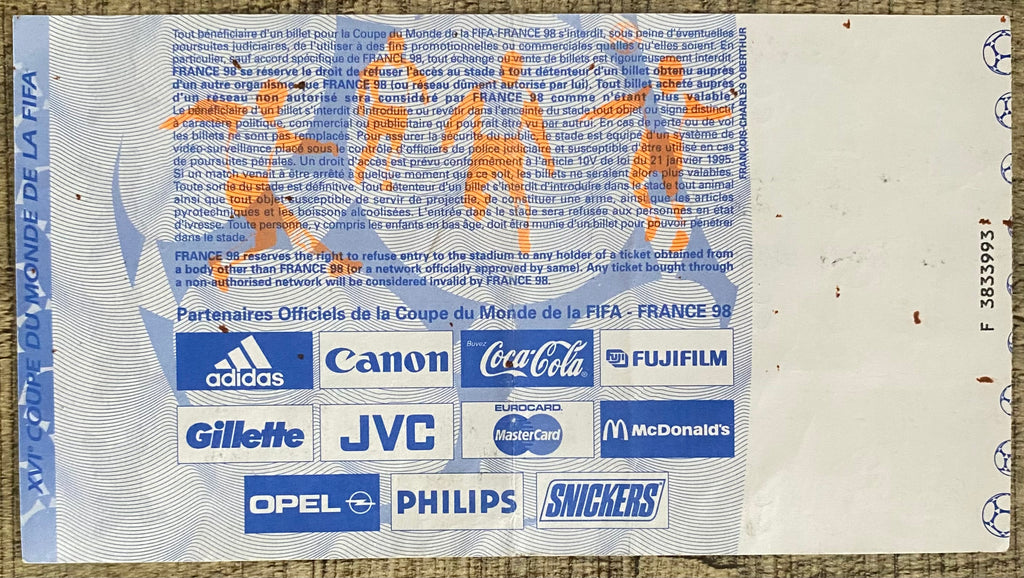 XVIe COUPE DU MONDE DE LA FIFA
Tout bénéficiaire d'un billet pour la Coupe du Monde de la FIFA-FRANCE 98 s'interdit, sous peine d'éventuelles
poursuites judiciaires, de l'utiliser à des fins promotionnelles ou commerciales quelles qu'elles soient. En
particulier, sauf accord spécifique de FRANCE 98, tout échange ou revente de billets est rigoureusement interdit.
FRANCE 98 se réserve le droit de refuser l'accès au stade à tout détenteur d'un billet obtenu auprès
d'un autre organisme que FRANCE 98 (ou réseau dûment autorisé par lui). Tout billet acquis auprès
d'un réseau non autorisé sera considéré par FRANCE 98 comme n'étant plus valable.
Le bénéficiaire d'un billet s'interdit d'introduire ou revêtir dans l'enceinte du stade tout objet ou signe distinctif
à caractère politique, commercial ou publicitaire qui lui aurait été remis par autrui. En cas de perte ou de vol
les billets ne sont pas remplacés. Pour assurer la sécurité du public, le stade est équipé d'un système de
vidéo-surveillance placé sous le contrôle d'officiers de police judiciaire et susceptible d'être utilisé en cas
de poursuites pénales. Un droit d'accès est prévu conformément à l'article 10V de loi du 21 janvier 1995.
Si un match venait à être arrêté à quelque moment que ce soit, les billets ne seraient alors plus valables.
Toute sortie du stade est définitive. Tout détenteur d'un billet s'interdit d'introduire dans le stade tout animal
ainsi que tout objet susceptible de servir de projectile, de constituer une arme, ainsi que les articles
pyrotechniques et les boissons alcoolisées. L'entrée dans le stade sera refusée aux personnes en état
d'ivresse. Toute personne, y compris les enfants en bas âge, doit être munie d'un billet pour pouvoir pénétrer
dans le stade.
FRANCE 98 reserves the right to refuse entry to the stadium to any holder of a ticket obtained from
a body other than FRANCE 98 (or a network officially approved by same). Any ticket bought through
a non-authorised network will be considered invalid by FRANCE 98.
FRANÇOIS-CHARLES OBERTHUR
Partenaires Officiels de la Coupe du Monde de la FIFA - FRANCE 98
adidas
Canon
Buvez
Coca-Cola
FUJI FUJIFILM
Gillette
JVC
EUROCARD.
MasterCard
McDonald's
OPEL
PHILIPS
SNICKERS
F 3833993